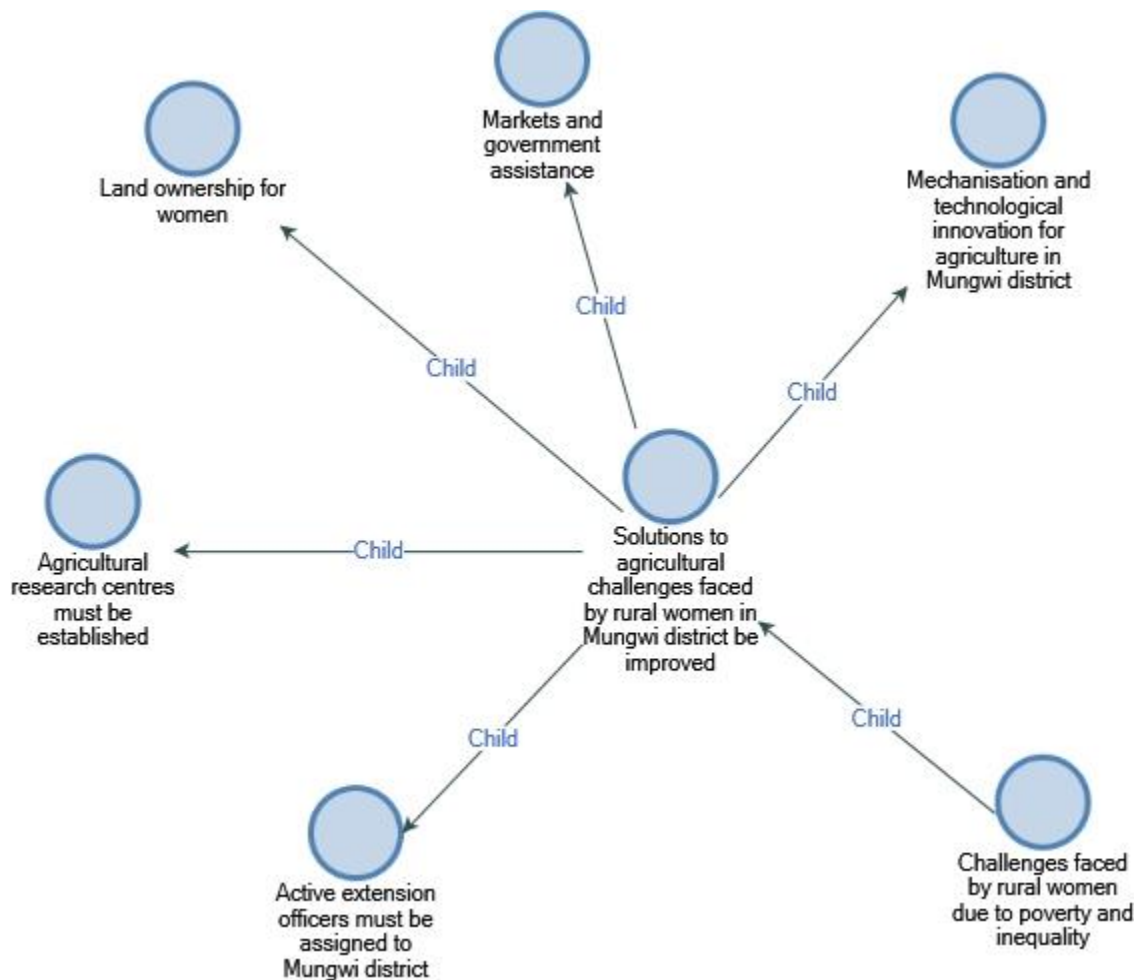 Markets and
government
assistance
Land ownership for
women
Mechanisation and
technological
innovation for
agriculture in
Mungwi district
Child
Child
Child
Solutions to
agricultural
challenges faced
by rural women in
Mungwi district be
improved
Child
Agricultural
research centres
must be
established
Child
Child
Active extension
officers must be
assigned to
Mungwi district
Challenges faced
by rural women
due to poverty and
inequality